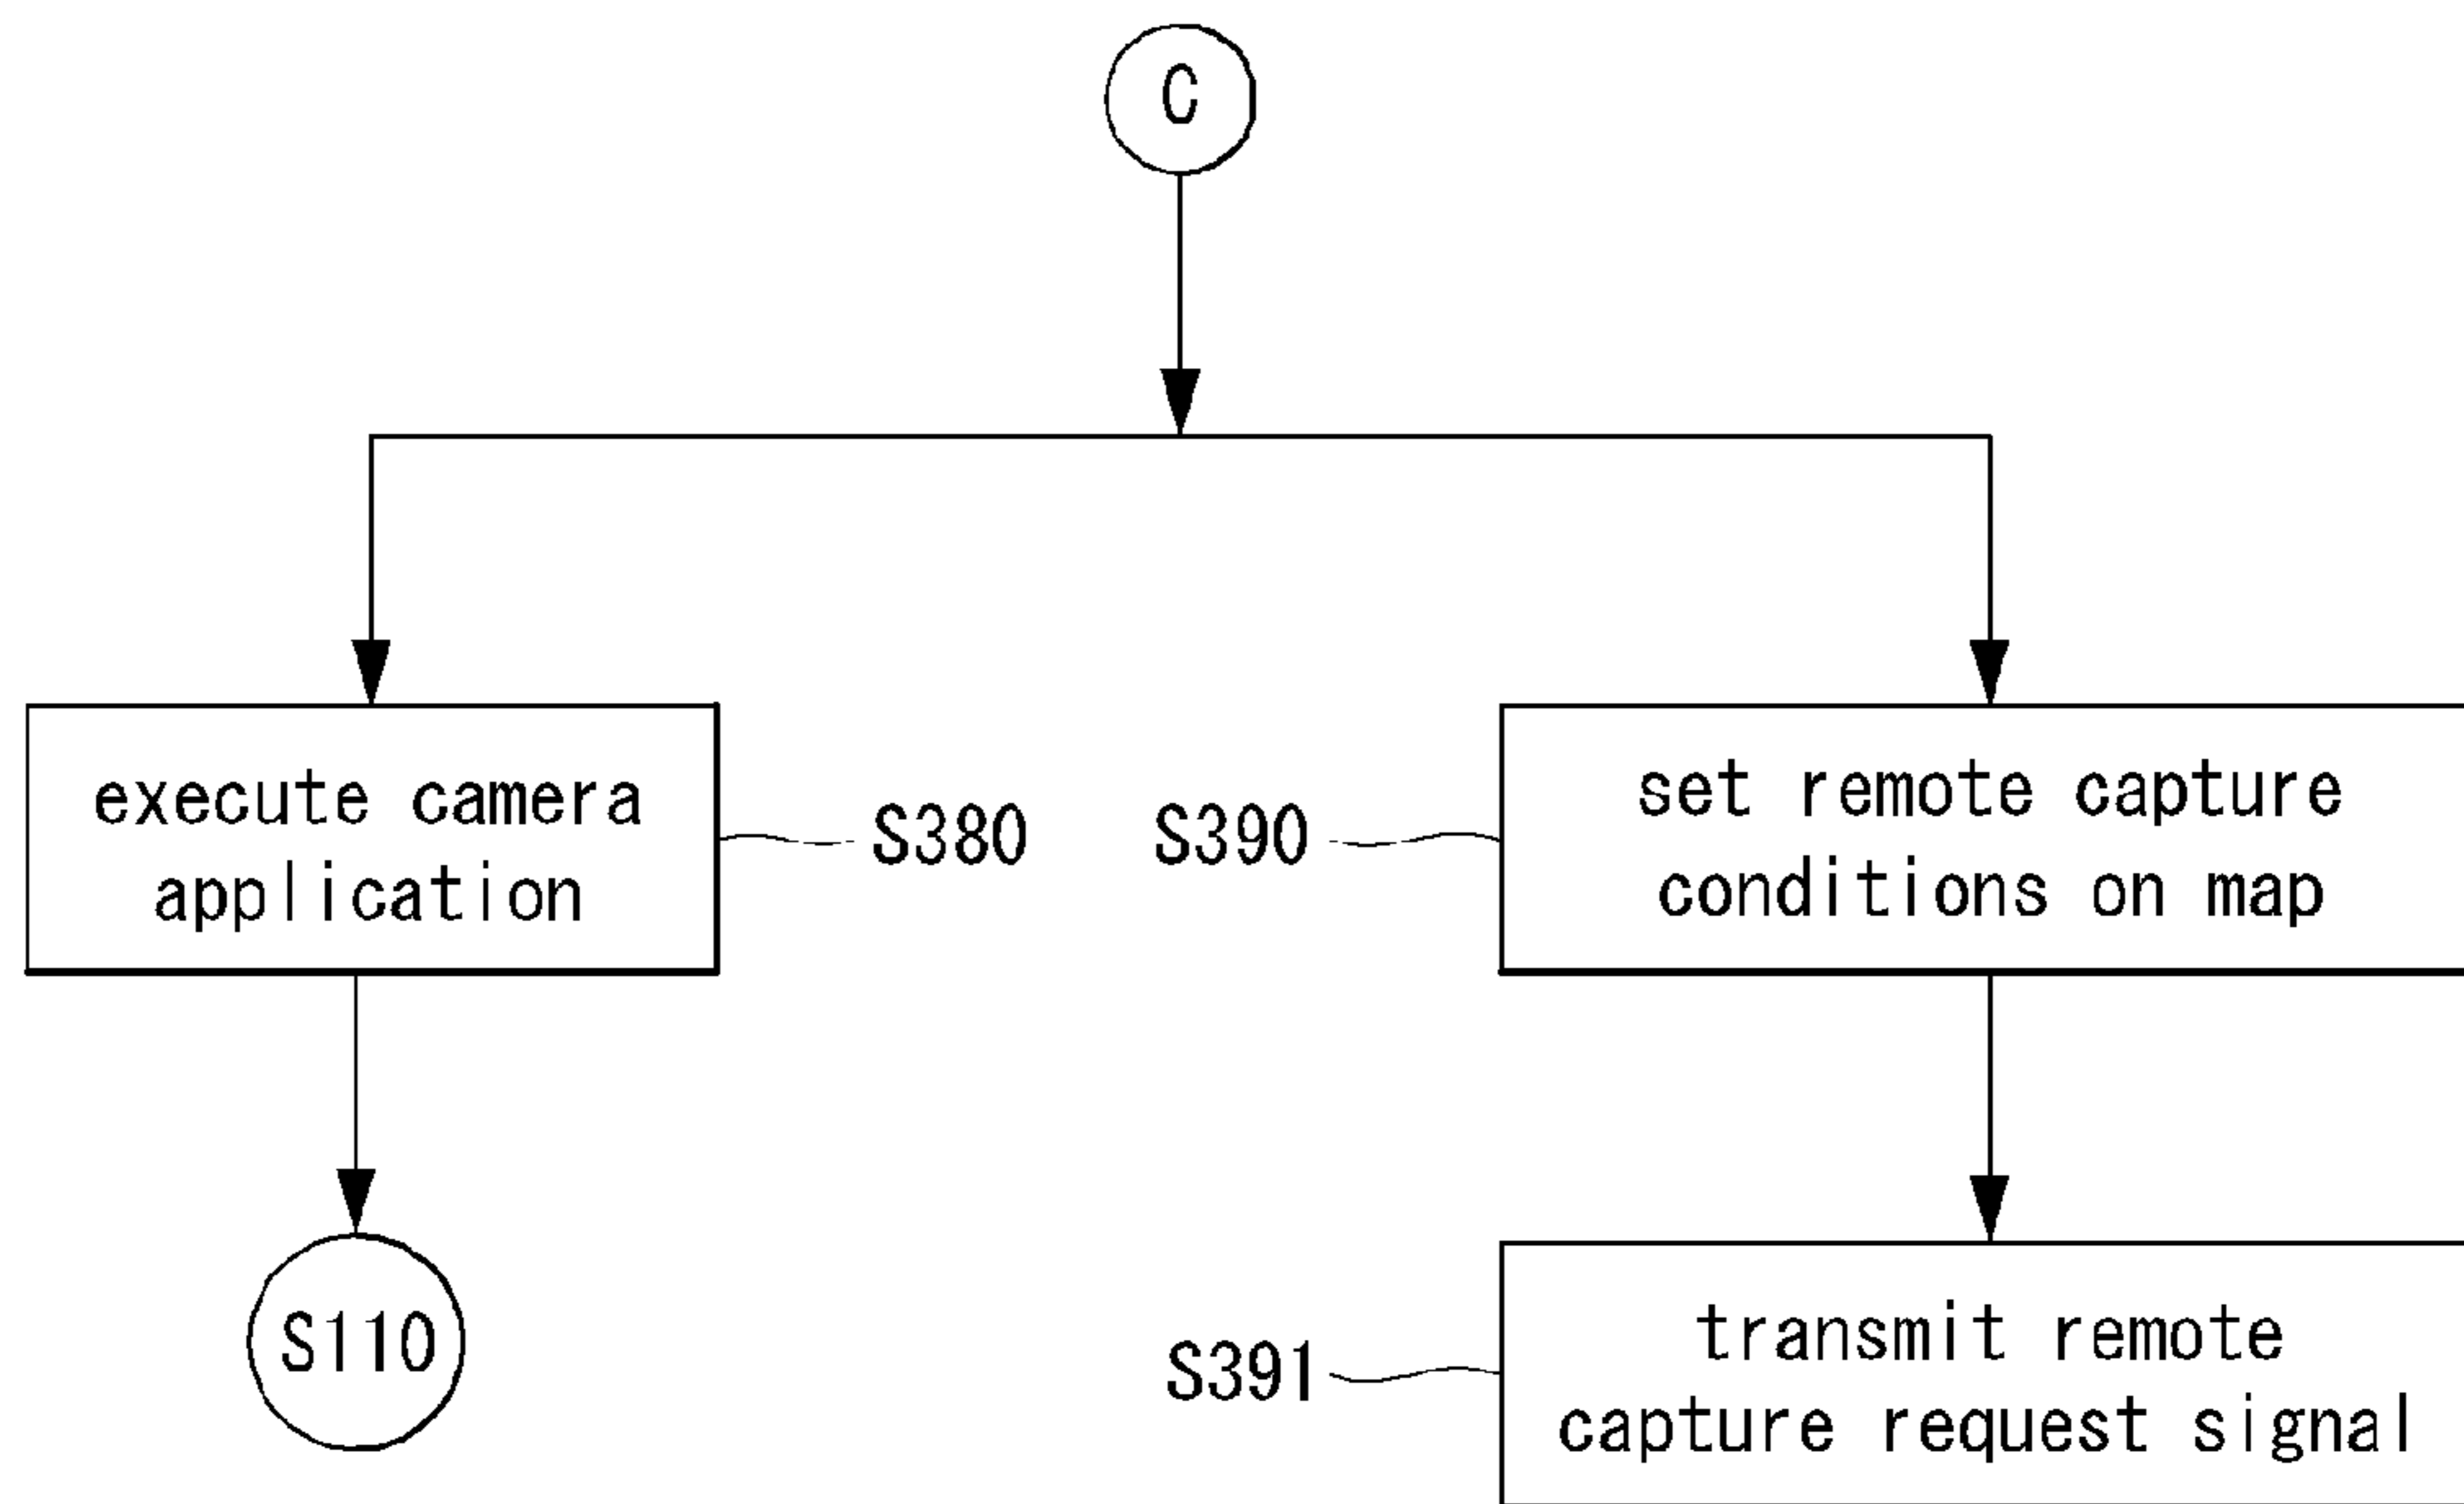 C
execute camera
application
S380
S390
set remote capture
conditions on map
S110
S391
transmit remote
capture request signal